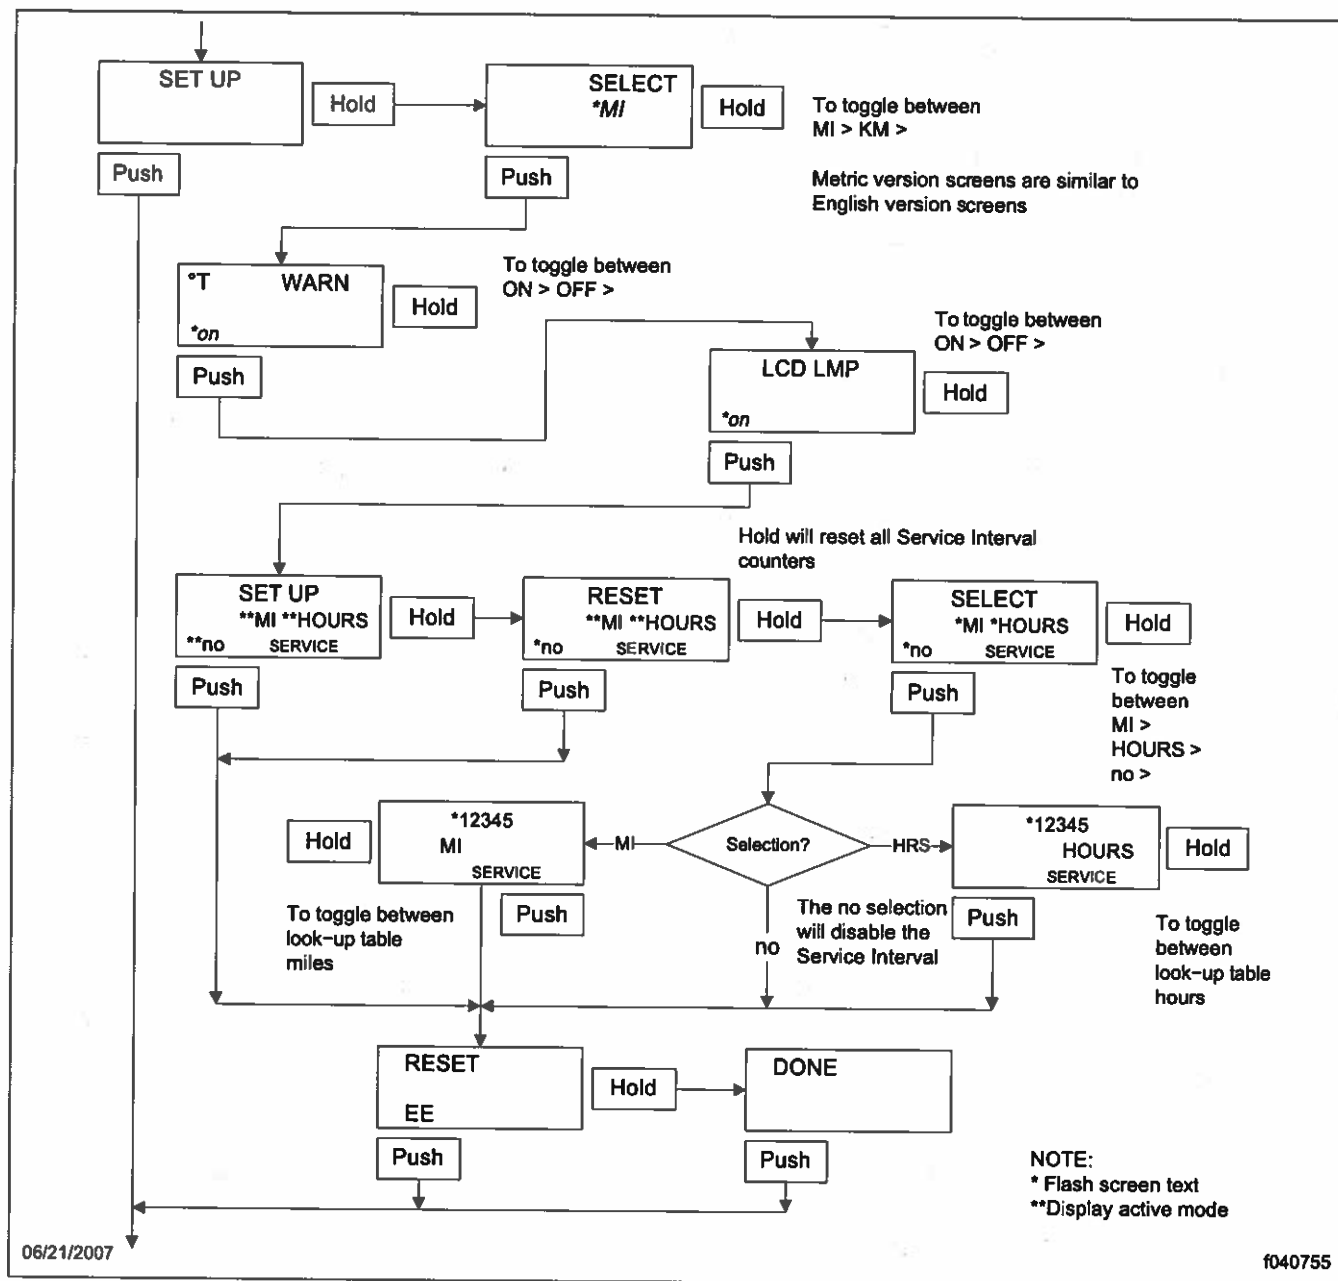 SET UP
Hold
SELECT
*MI
Hold
To toggle between
MI > KM >
Push
Push
Metric version screens are similar to
English version screens
°T WARN
*on
Hold
To toggle between
ON > OFF >
Push
To toggle between
ON > OFF >
LCD LMP
*on
Hold
Push
Hold will reset all Service Interval
counters
SET UP
**MI **HOURS
**no SERVICE
Hold
RESET
**MI **HOURS
*no SERVICE
Hold
SELECT
*MI *HOURS
*no SERVICE
Hold
Push
Push
Push
To toggle
between
MI >
HOURS >
no >
Hold
*12345
MI
SERVICE
MI
Selection?
HRS
*12345
HOURS
SERVICE
Hold
To toggle between
look-up table
miles
Push
no
The no selection
will disable the
Service Interval
Push
To toggle
between
look-up table
hours
RESET
EE
Hold
DONE
Push
Push
NOTE:
* Flash screen text
**Display active mode
06/21/2007
f040755